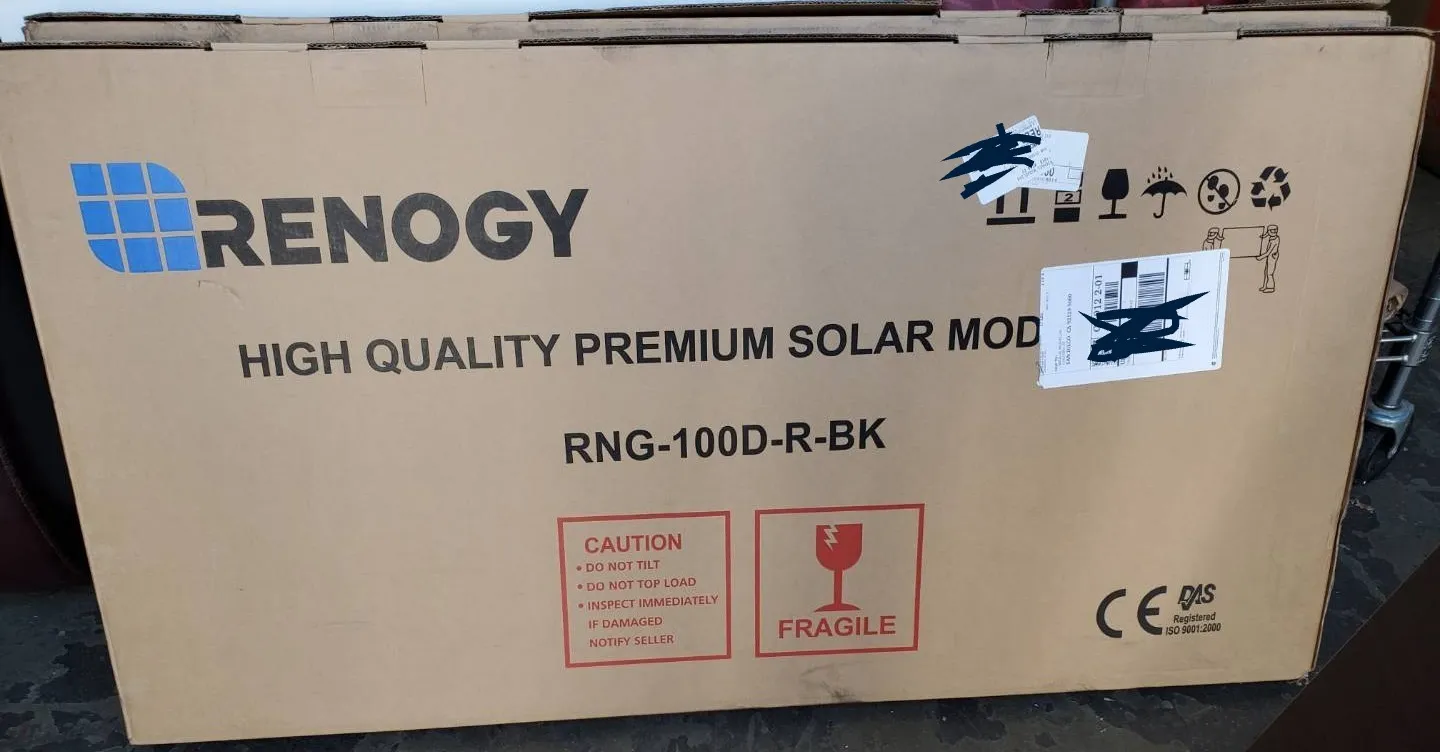 RENOGY
2
HIGH QUALITY PREMIUM SOLAR MOD
RNG-100D-R-BK
CAUTION
• DO NOT TILT
• DO NOT TOP LOAD
• INSPECT IMMEDIATELY
IF DAMAGED
NOTIFY SELLER
FRAGILE
CE
DAS
Registered
ISO 9001:2000